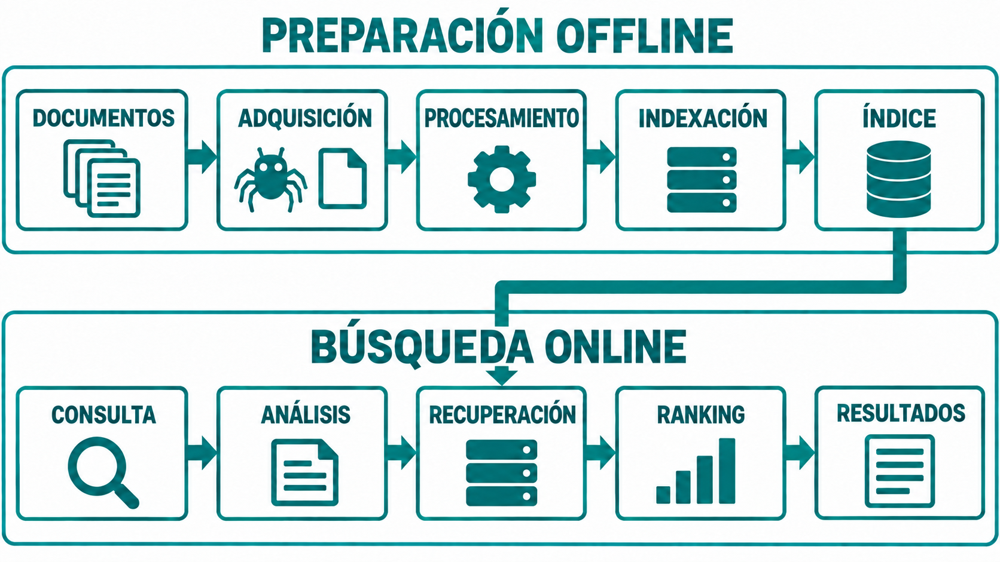 PREPARACIÓN OFFLINE
DOCUMENTOS
ADQUISICIÓN
PROCESAMIENTO
INDEXACIÓN
ÍNDICE
BÚSQUEDA ONLINE
CONSULTA
ANÁLISIS
RECUPERACIÓN
RANKING
RESULTADOS